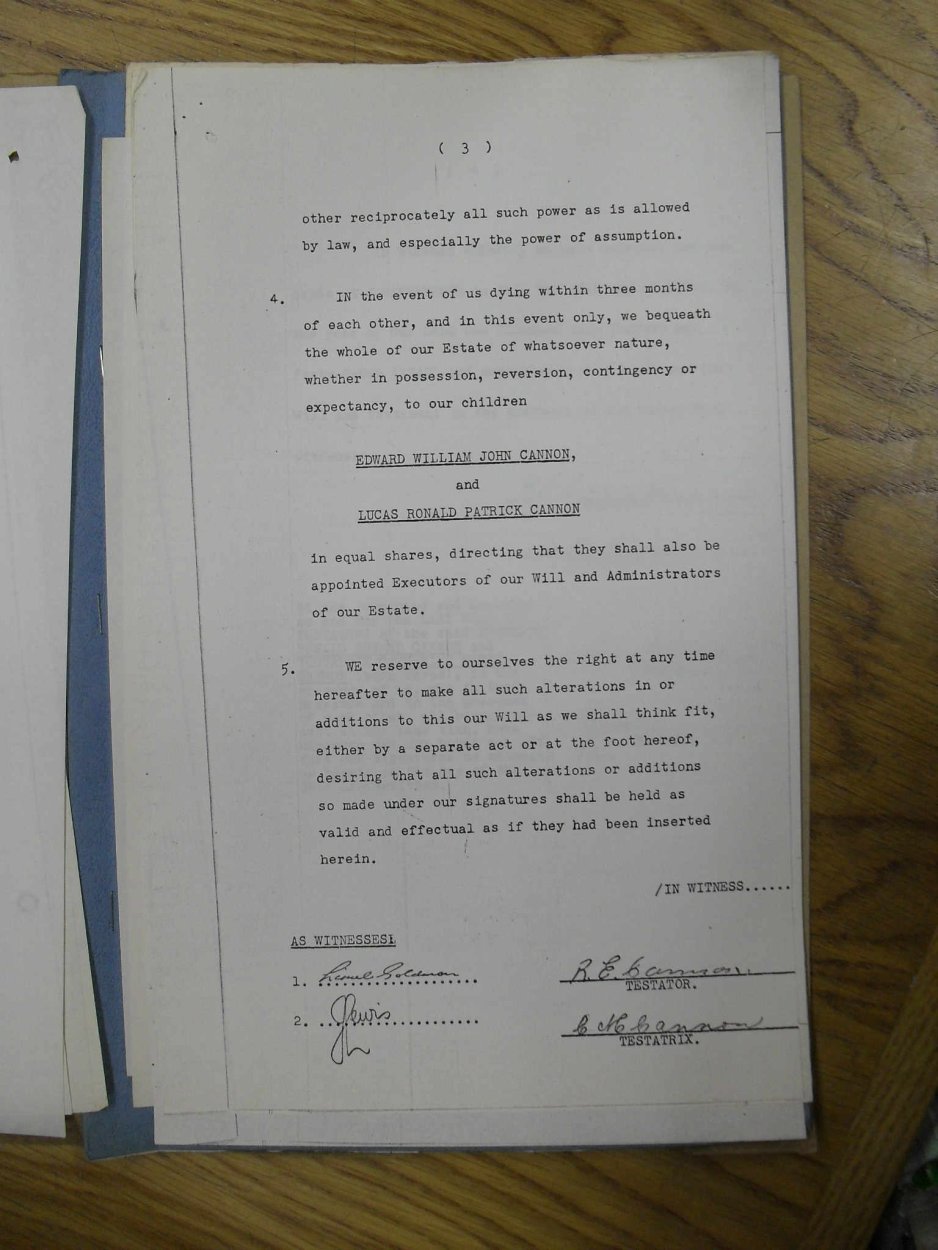 ( 3 )
other reciprocately all such power as is allowed
by law, and especially the power of assumption.
4. IN the event of us dying within three months
of each other, and in this event only, we bequeath
the whole of our Estate of whatsoever nature,
whether in possession, reversion, contingency or
expectancy, to our children
EDWARD WILLIAM JOHN CANNON,
and
LUCAS RONALD PATRICK CANNON
in equal shares, directing that they shall also be
appointed Executors of our Will and Administrators
of our Estate.
5. WE reserve to ourselves the right at any time
hereafter to make all such alterations in or
additions to this our Will as we shall think fit,
either by a separate act or at the foot hereof,
desiring that all such alterations or additions
so made under our signatures shall be held as
valid and effectual as if they had been inserted
herein.
/IN WITNESS......
AS WITNESSES:
1. Lionel Goldman
R. E. Cannon.
TESTATOR.
2. J Lewis
JL
C M Cannon
TESTATRIX.